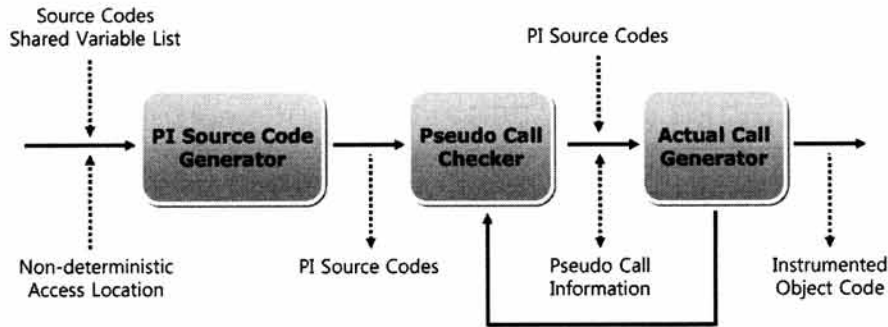 Source Codes
Shared Variable List
PI Source Codes
PI Source Code
Generator
Pseudo Call
Checker
Actual Call
Generator
Non-deterministic
Access Location
PI Source Codes
Pseudo Call
Information
Instrumented
Object Code